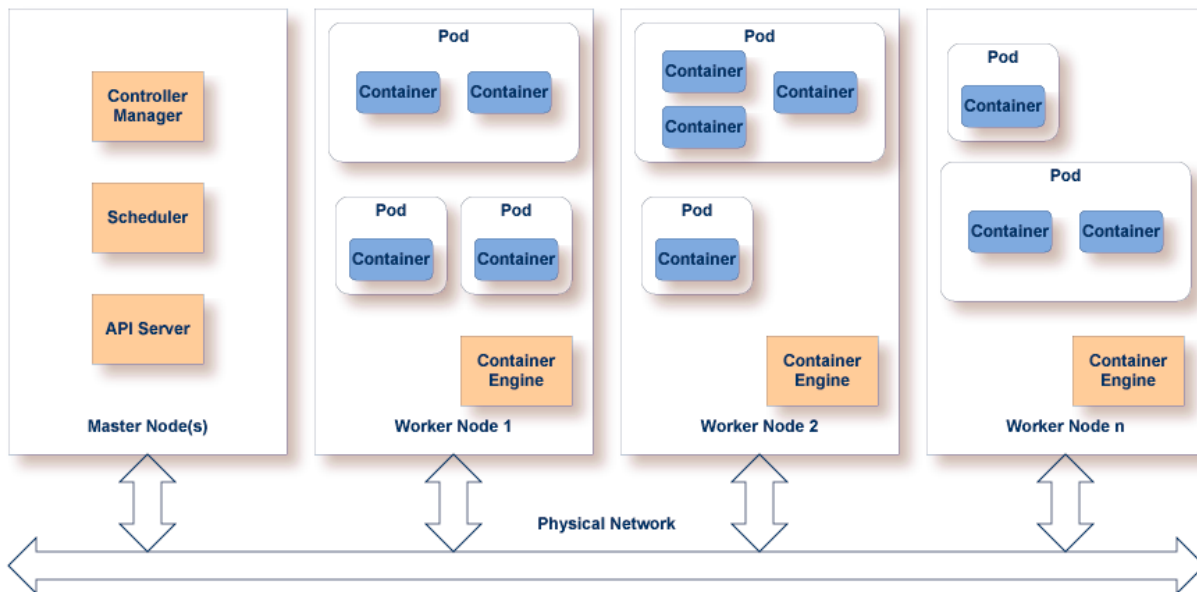 Controller
Manager
Scheduler
API Server
Master Node(s)
Pod
Container
Container
Pod
Container
Pod
Container
Container
Engine
Worker Node 1
Pod
Container
Container
Container
Pod
Container
Container
Engine
Worker Node 2
Pod
Container
Pod
Container
Container
Container
Engine
Worker Node n
Physical Network